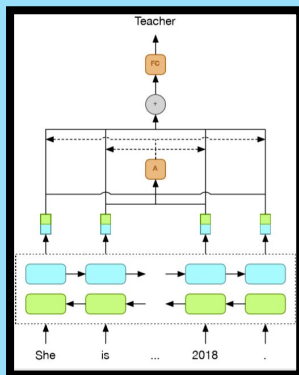 Teacher
FC
+
A
She is ... 2018 .